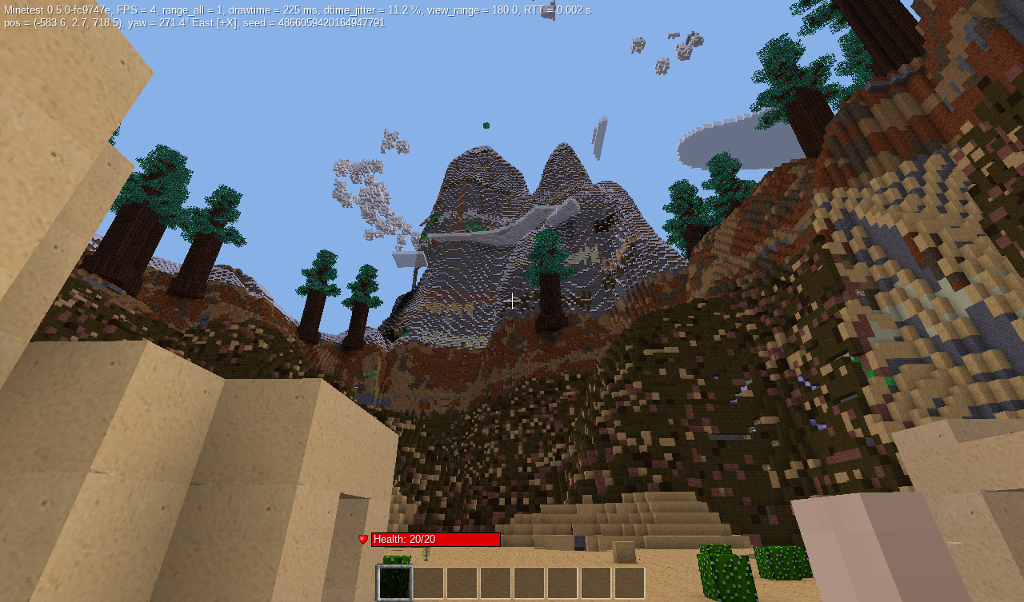 Minetest 0.5.0-fc9747e, FPS = 4, range_all = 1, drawtime = 225 ms, dtime_jitter = 11.2 %, view_range = 180.0, RTT = 0.002 s
pos = (-583.6, 2.7, 718.5), yaw = 271.4° East [+X], seed = 4866059420164947791
Health: 20/20